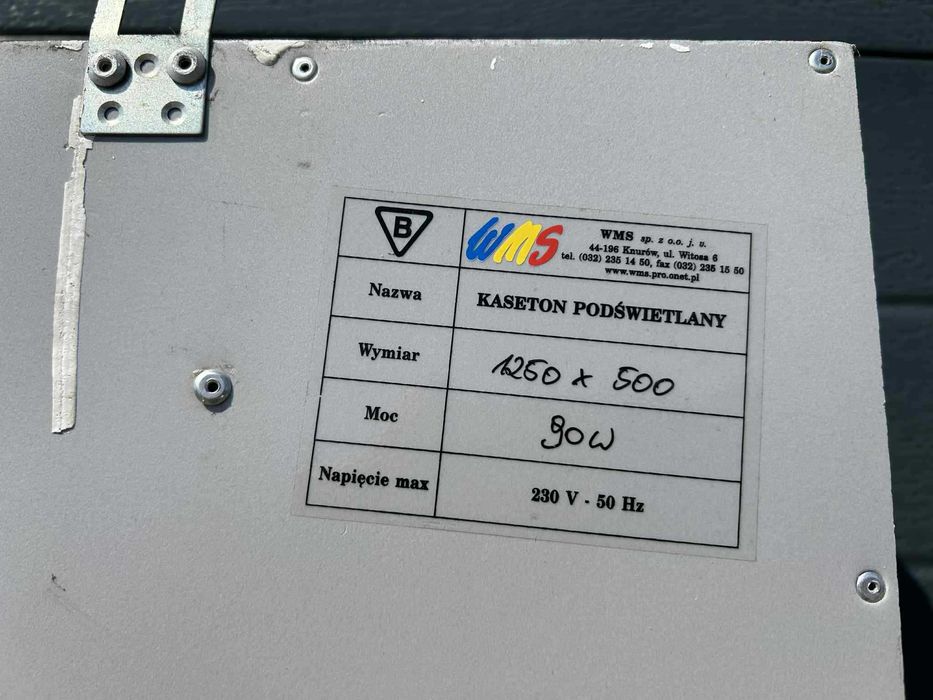 B
WMS
WMS sp. z o.o. j. v.
44-196 Knurów, ul. Witosa 6
tel. (032) 235 14 50, fax (032) 235 15 50
www.wms.pro.onet.pl
Nazwa
KASETON PODŚWIETLANY
Wymiar
1250 x 500
Moc
90W
Napięcie max
230 V - 50 Hz